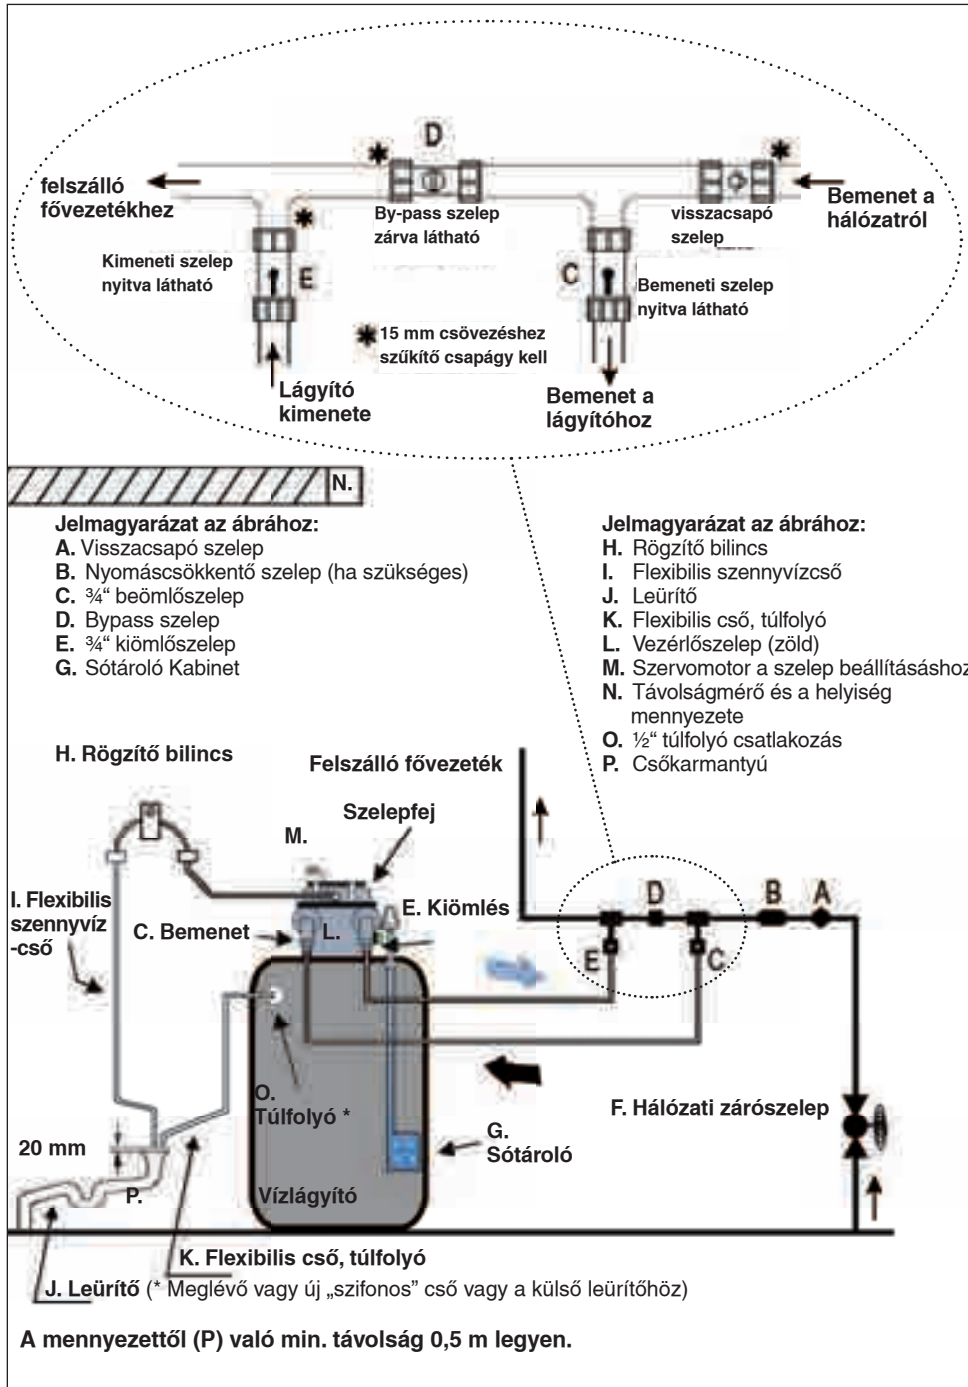 D
felszálló
fővezetékhez
By-pass szelep
zárva látható
visszacsapó
szelep
Bemenet a
hálózatról
Kimeneti szelep
nyitva látható
E
C
Bemeneti szelep
nyitva látható
15 mm csövezéshez
szűkítő csapágy kell
Lágyító
kimenete
Bemenet a
lágyítóhoz
N.
Jelmagyarázat az ábrához:
A. Visszacsapó szelep
B. Nyomáscsökkentő szelep (ha szükséges)
C. ¾“ beömlőszelep
D. Bypass szelep
E. ¾“ kiömlőszelep
G. Sótároló Kabinet
Jelmagyarázat az ábrához:
H. Rögzítő bilincs
I. Flexibilis szennyvízcső
J. Leürítő
K. Flexibilis cső, túlfolyó
L. Vezérlőszelep (zöld)
M. Szervomotor a szelep beállításáshoz
N. Távolságmérő és a helyiség
mennyezete
O. ½“ túlfolyó csatlakozás
P. Csőkarmantyú
H. Rögzítő bilincs
Felszálló fővezeték
Szelepfej
M.
I. Flexibilis
szennyvíz
-cső
C. Bemenet
L.
E. Kiömlés
D
B
A
E
C
O.
Túlfolyó *
F. Hálózati zárószelep
G.
Sótároló
20 mm
P.
Vízlágyító
K. Flexibilis cső, túlfolyó
J. Leürítő (* Meglévő vagy új „szifonos” cső vagy a külső leürítőhöz)
A mennyezettől (P) való min. távolság 0,5 m legyen.